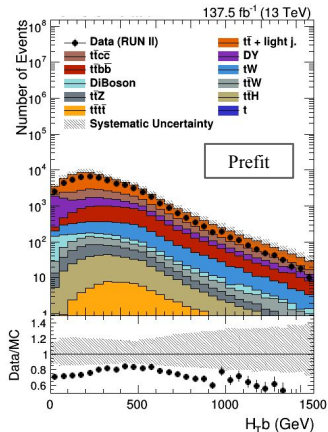 137.5 fb⁻¹ (13 TeV)
Number of Events
10⁸
10⁷
10⁶
10⁵
10⁴
10³
10²
10
1
Data (RUN II)
tt̄ + light j.
tt̄cc̄
DY
tt̄bb̄
tW
DiBoson
tt̄W
tt̄Z
tt̄H
tt̄tt̄
t
Systematic Uncertainty
Prefit
Data/MC
1.4
1.2
1
0.8
0.6
0 500 1000 1500
H_T b (GeV)